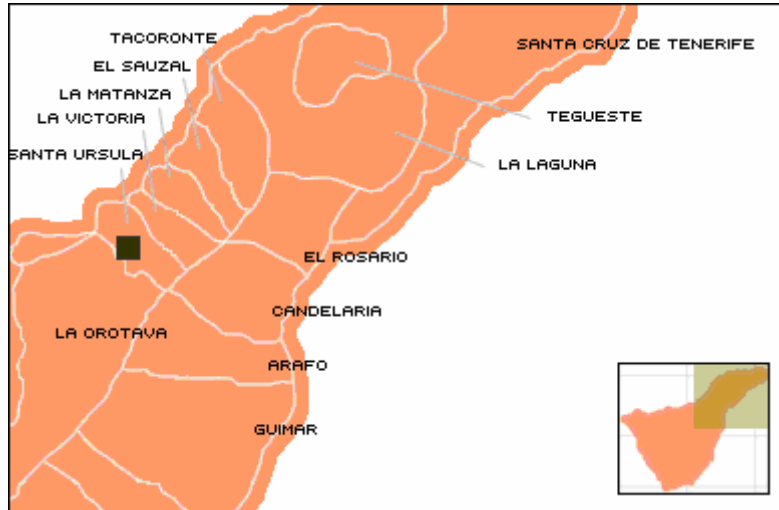 TACORONTE
SANTA CRUZ DE TENERIFE
EL SAUZAL
LA MATANZA
LA VICTORIA
TEGUESTE
SANTA URSULA
LA LAGUNA
EL ROSARIO
CANDELARIA
LA OROTAVA
ARAFO
GUIMAR